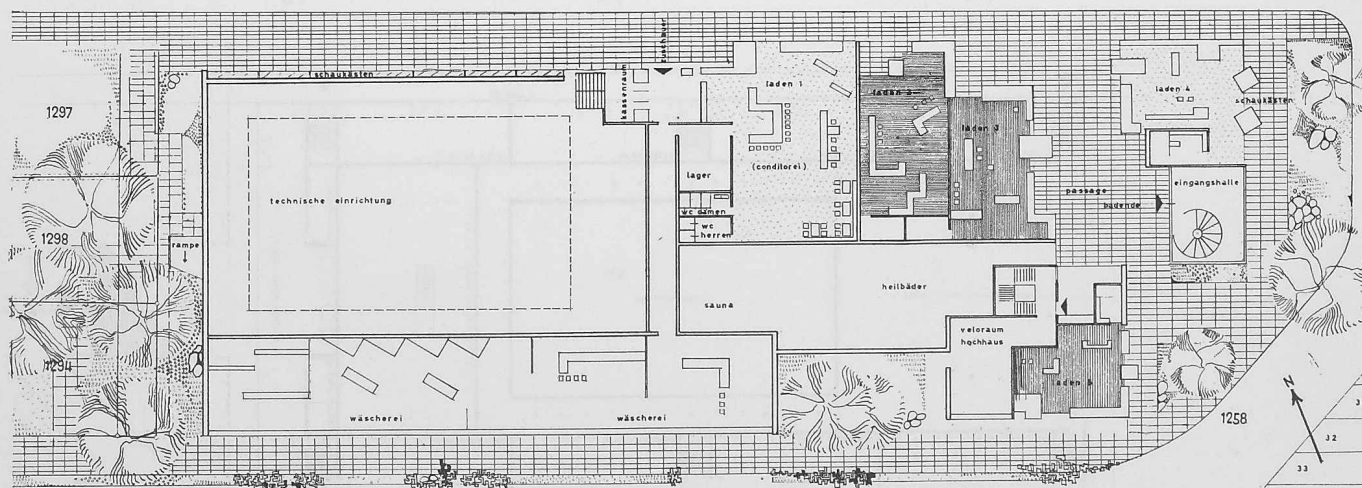 zuschauer
schaukästen
kassenraum
laden 1
laden 2
laden 3
laden 4
schaukästen
1297
(conditorei)
lager
passage
eingangshalle
technische einrichtung
badende
wc damen
wc
herren
1298
rampe
heilbäder
sauna
veloraum
hochhaus
N
1294
laden 5
wäscherei
wäscherei
1258
32
33